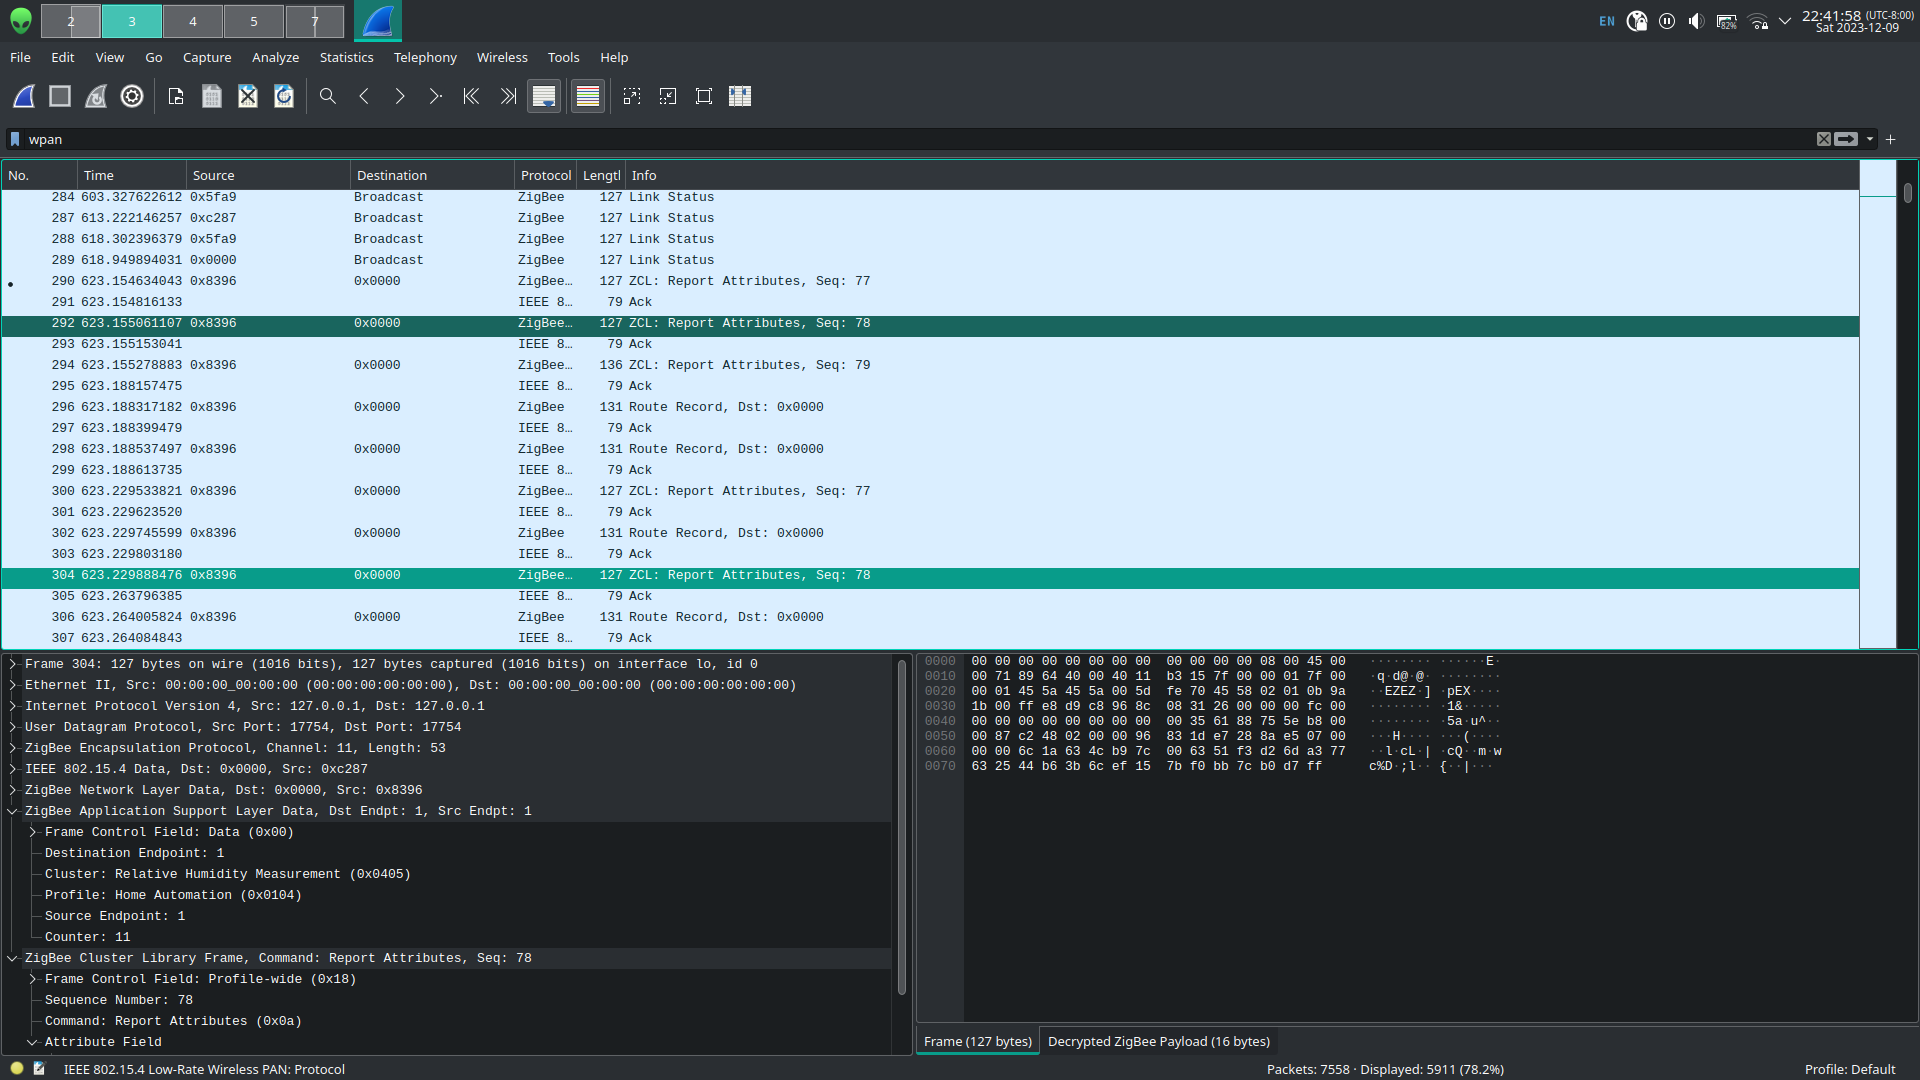 2 3 4 5 7
EN 82% 22:41:58 (UTC-8:00)
Sat 2023-12-09
File Edit View Go Capture Analyze Statistics Telephony Wireless Tools Help
wpan
No. Time Source Destination Protocol Lengtl Info
284 603.327622612 0x5fa9 Broadcast ZigBee 127 Link Status
287 613.222146257 0xc287 Broadcast ZigBee 127 Link Status
288 618.302396379 0x5fa9 Broadcast ZigBee 127 Link Status
289 618.949894031 0x0000 Broadcast ZigBee 127 Link Status
290 623.154634043 0x8396 0x0000 ZigBee… 127 ZCL: Report Attributes, Seq: 77
291 623.154816133 IEEE 8… 79 Ack
292 623.155061107 0x8396 0x0000 ZigBee… 127 ZCL: Report Attributes, Seq: 78
293 623.155153041 IEEE 8… 79 Ack
294 623.155278883 0x8396 0x0000 ZigBee… 136 ZCL: Report Attributes, Seq: 79
295 623.188157475 IEEE 8… 79 Ack
296 623.188317182 0x8396 0x0000 ZigBee 131 Route Record, Dst: 0x0000
297 623.188399479 IEEE 8… 79 Ack
298 623.188537497 0x8396 0x0000 ZigBee 131 Route Record, Dst: 0x0000
299 623.188613735 IEEE 8… 79 Ack
300 623.229533821 0x8396 0x0000 ZigBee… 127 ZCL: Report Attributes, Seq: 77
301 623.229623520 IEEE 8… 79 Ack
302 623.229745599 0x8396 0x0000 ZigBee 131 Route Record, Dst: 0x0000
303 623.229803180 IEEE 8… 79 Ack
304 623.229888476 0x8396 0x0000 ZigBee… 127 ZCL: Report Attributes, Seq: 78
305 623.263796385 IEEE 8… 79 Ack
306 623.264005824 0x8396 0x0000 ZigBee 131 Route Record, Dst: 0x0000
307 623.264084843 IEEE 8… 79 Ack
Frame 304: 127 bytes on wire (1016 bits), 127 bytes captured (1016 bits) on interface lo, id 0
Ethernet II, Src: 00:00:00_00:00:00 (00:00:00:00:00:00), Dst: 00:00:00_00:00:00 (00:00:00:00:00:00)
Internet Protocol Version 4, Src: 127.0.0.1, Dst: 127.0.0.1
User Datagram Protocol, Src Port: 17754, Dst Port: 17754
ZigBee Encapsulation Protocol, Channel: 11, Length: 53
IEEE 802.15.4 Data, Dst: 0x0000, Src: 0xc287
ZigBee Network Layer Data, Dst: 0x0000, Src: 0x8396
ZigBee Application Support Layer Data, Dst Endpt: 1, Src Endpt: 1
Frame Control Field: Data (0x00)
Destination Endpoint: 1
Cluster: Relative Humidity Measurement (0x0405)
Profile: Home Automation (0x0104)
Source Endpoint: 1
Counter: 11
ZigBee Cluster Library Frame, Command: Report Attributes, Seq: 78
Frame Control Field: Profile-wide (0x18)
Sequence Number: 78
Command: Report Attributes (0x0a)
Attribute Field
0000 00 00 00 00 00 00 00 00 00 00 00 00 08 00 45 00 ········ ······E·
0010 00 71 89 64 40 00 40 11 b3 15 7f 00 00 01 7f 00 ·q·d@·@· ········
0020 00 01 45 5a 45 5a 00 5d fe 70 45 58 02 01 0b 9a ··EZEZ·] ·pEX····
0030 1b 00 ff e8 d9 c8 96 8c 08 31 26 00 00 00 fc 00 ········ ·1&·····
0040 00 00 00 00 00 00 00 00 00 35 61 88 75 5e b8 00 ········ ·5a·u^··
0050 00 87 c2 48 02 00 00 96 83 1d e7 28 8a e5 07 00 ···H···· ···(····
0060 00 00 6c 1a 63 4c b9 7c 00 63 51 f3 d2 6d a3 77 ··l·cL·| ·cQ··m·w
0070 63 25 44 b6 3b 6c ef 15 7b f0 bb 7c b0 d7 ff c%D·;l·· {··|···
Frame (127 bytes) Decrypted ZigBee Payload (16 bytes)
IEEE 802.15.4 Low-Rate Wireless PAN: Protocol Packets: 7558 · Displayed: 5911 (78.2%) Profile: Default